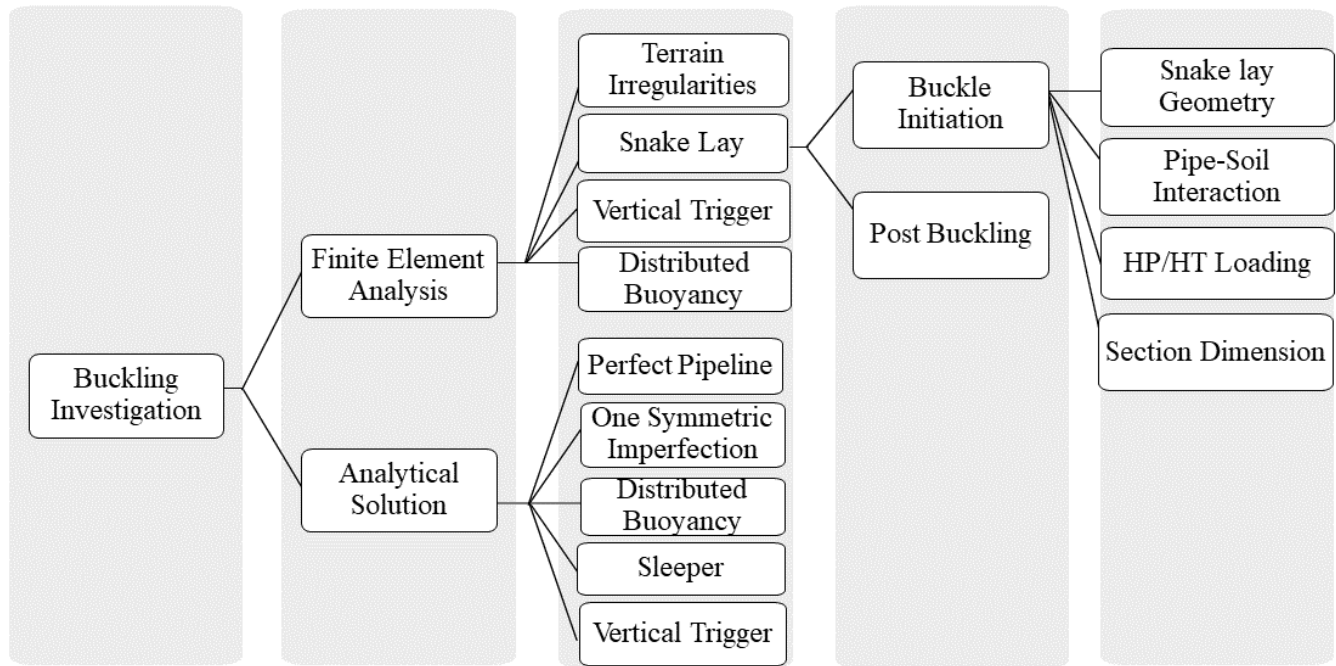 Buckling
Investigation
Finite Element
Analysis
Analytical
Solution
Terrain
Irregularities
Snake Lay
Vertical Trigger
Distributed
Buoyancy
Perfect Pipeline
One Symmetric
Imperfection
Distributed
Buoyancy
Sleeper
Vertical Trigger
Buckle
Initiation
Post Buckling
Snake lay
Geometry
Pipe-Soil
Interaction
HP/HT Loading
Section Dimension